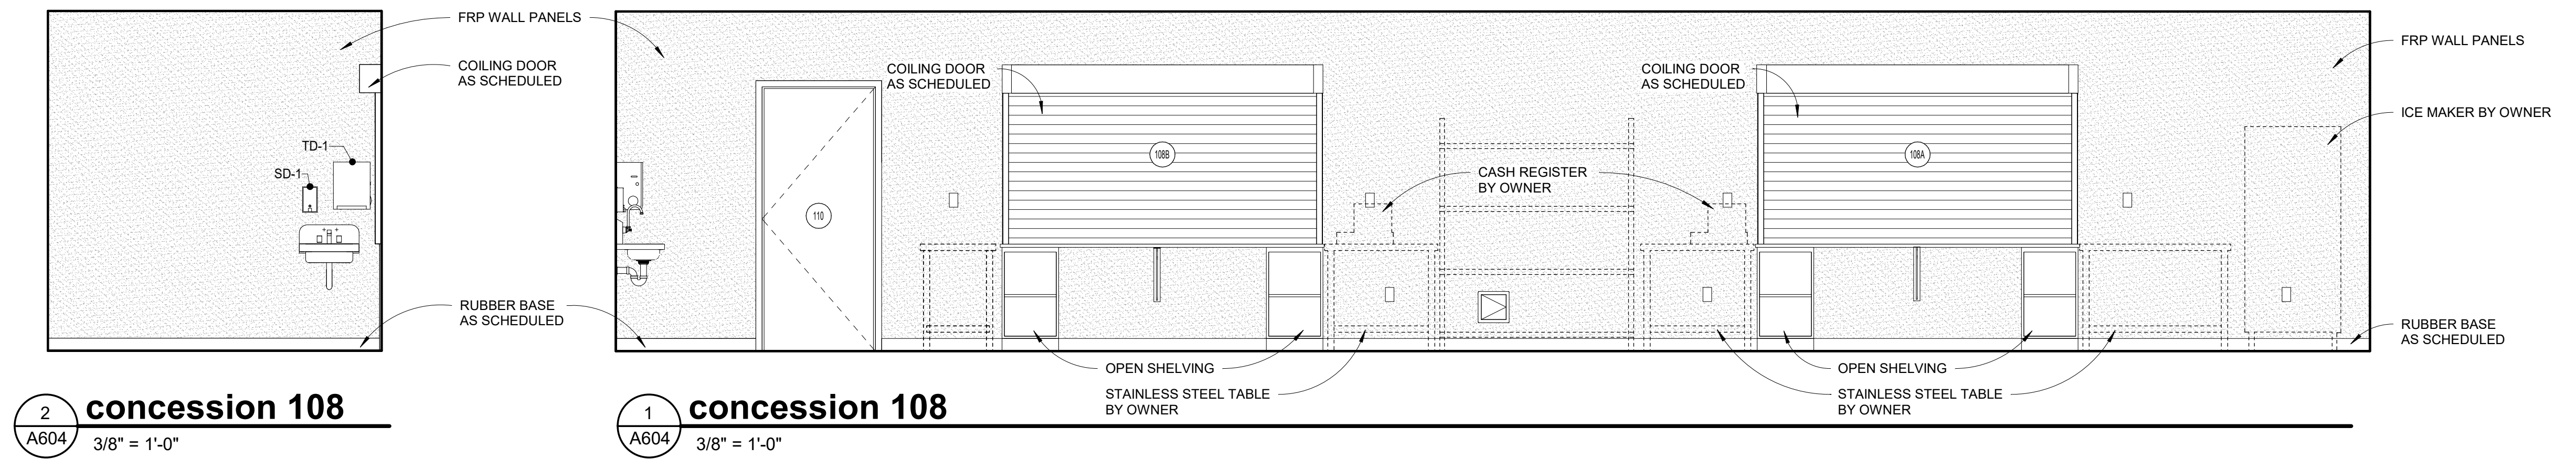 FRP WALL PANELS
COILING DOOR
AS SCHEDULED
TD-1
SD-1
RUBBER BASE
AS SCHEDULED
2
A604
concession 108
3/8" = 1'-0"
COILING DOOR
AS SCHEDULED
108B
110
CASH REGISTER
BY OWNER
COILING DOOR
AS SCHEDULED
108A
FRP WALL PANELS
ICE MAKER BY OWNER
RUBBER BASE
AS SCHEDULED
OPEN SHELVING
STAINLESS STEEL TABLE
BY OWNER
OPEN SHELVING
STAINLESS STEEL TABLE
BY OWNER
1
A604
concession 108
3/8" = 1'-0"